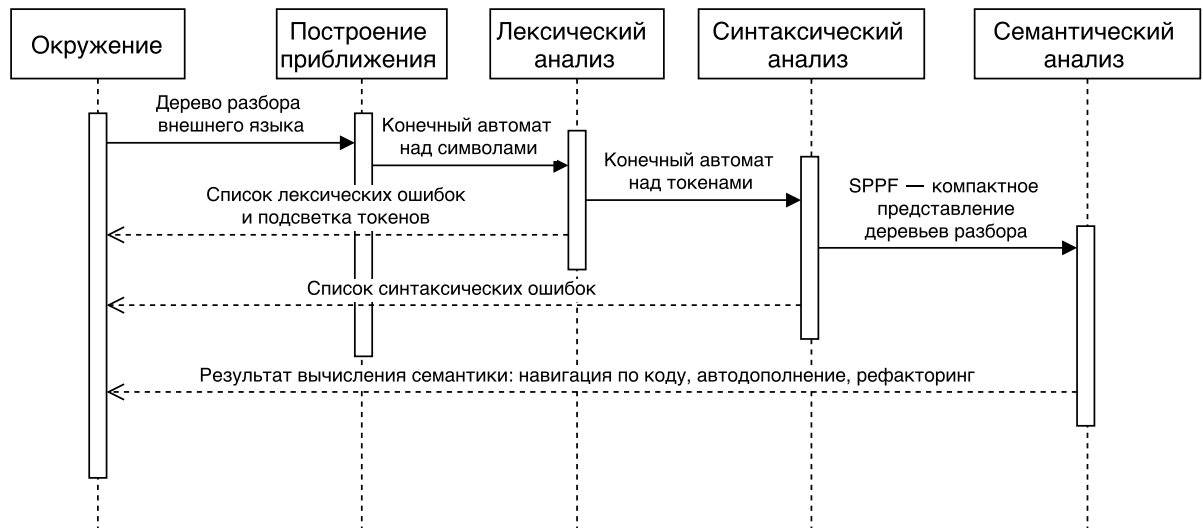 Окружение
Построение
приближения
Лексический
анализ
Синтаксический
анализ
Семантический
анализ
Дерево разбора
внешнего языка
Конечный автомат
над символами
Конечный автомат
над токенами
SPPF — компактное
представление
деревьев разбора
Список лексических ошибок
и подсветка токенов
Список синтаксических ошибок
Результат вычисления семантики: навигация по коду, автодополнение, рефакторинг